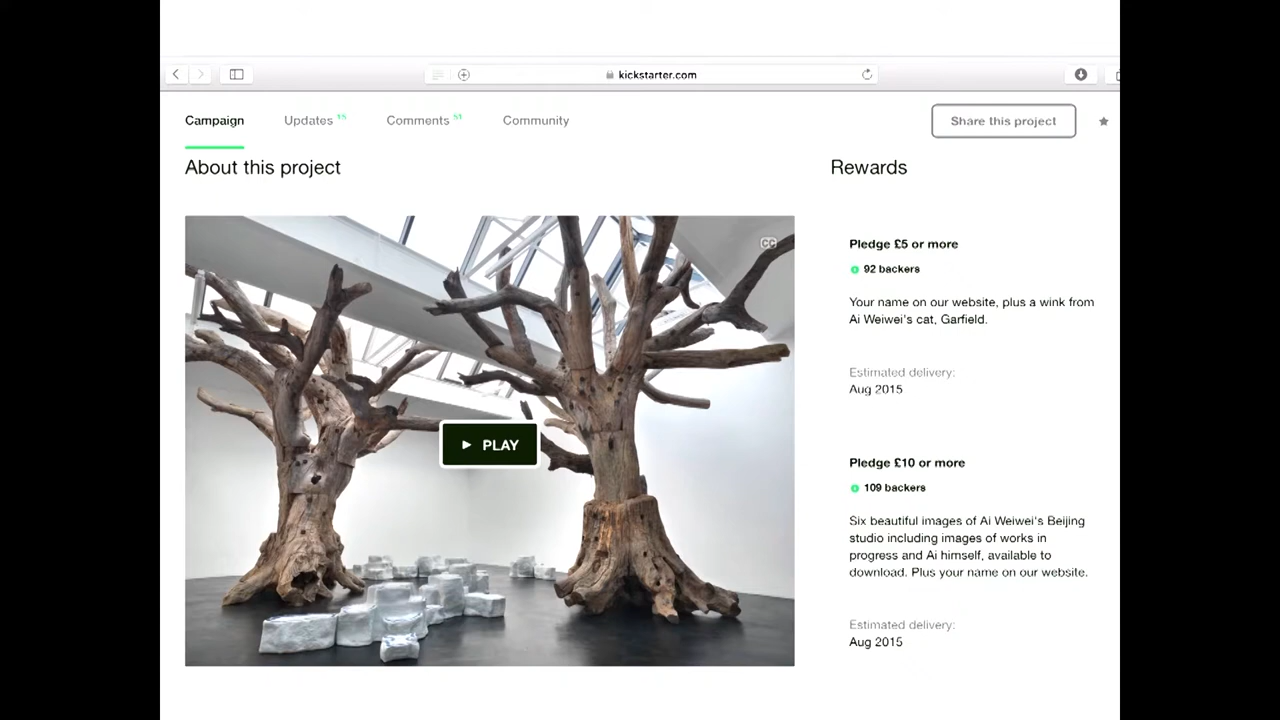 kickstarter.com
Campaign
Updates 15
Comments 51
Community
Share this project
About this project
Rewards
CC
PLAY
Pledge £5 or more
92 backers
Your name on our website, plus a wink from
Ai Weiwei's cat, Garfield.
Estimated delivery:
Aug 2015
Pledge £10 or more
109 backers
Six beautiful images of Ai Weiwei's Beijing
studio including images of works in
progress and Ai himself, available to
download. Plus your name on our website.
Estimated delivery:
Aug 2015